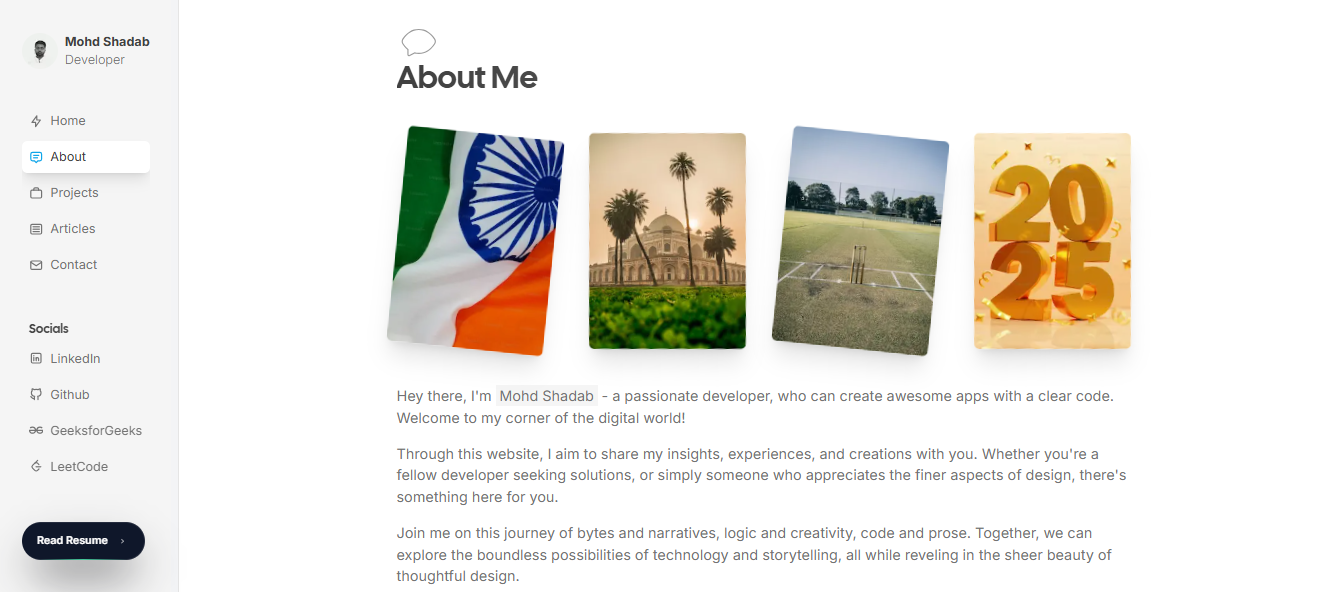 Mohd Shadab
Developer
Home
About
Projects
Articles
Contact
Socials
LinkedIn
Github
GeeksforGeeks
LeetCode
Read Resume
About Me
20
25
Hey there, I'm Mohd Shadab - a passionate developer, who can create awesome apps with a clear code.
Welcome to my corner of the digital world!
Through this website, I aim to share my insights, experiences, and creations with you. Whether you're a
fellow developer seeking solutions, or simply someone who appreciates the finer aspects of design, there's
something here for you.
Join me on this journey of bytes and narratives, logic and creativity, code and prose. Together, we can
explore the boundless possibilities of technology and storytelling, all while reveling in the sheer beauty of
thoughtful design.